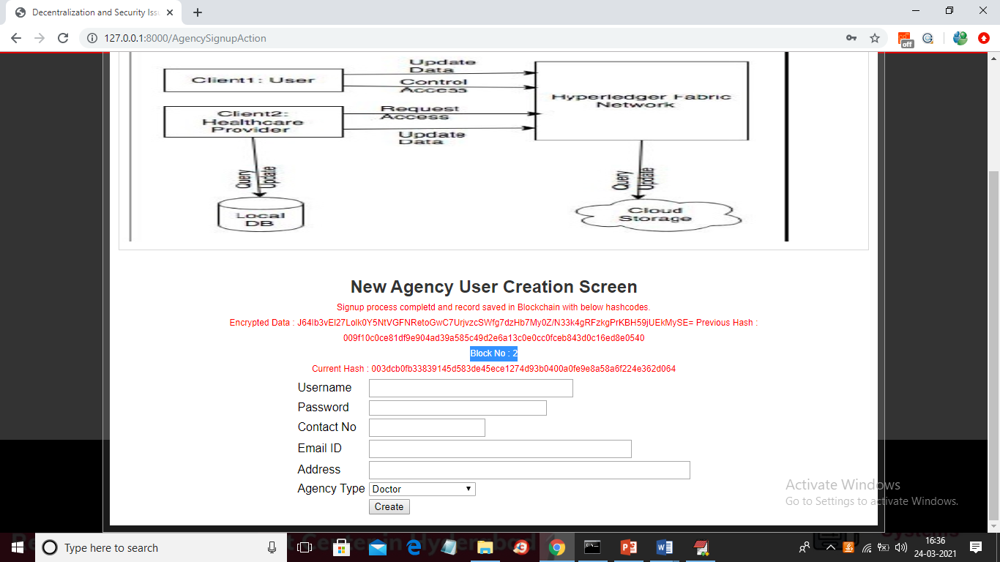 Decentralization and Security Iss
127.0.0.1:8000/AgencySignupAction
off
Client1: User
Update
Data
Control
Access
Hyperledger Fabric
Network
Client2:
Healthcare
Provider
Request
Access
Update
Data
Query
Update
Query
Update
Local
DB
Cloud
Storage
New Agency User Creation Screen
Signup process completd and record saved in Blockchain with below hashcodes.
Encrypted Data : J64Ib3vEI27Lolk0Y5NtVGFNRetoGwC7UrjvzcSWfg7dzHb7My0Z/N33k4gRFzkgPrKBH59jUEkMySE= Previous Hash :
009f10c0ce81df9e904ad39a585c49d2e6a13c0e0cc0fceb843d0c16ed8e0540
Block No : 2
Current Hash : 003dcb0fb33839145d583de45ece1274d93b0400a0fe9e8a58a6f224e362d064
Username
Password
Contact No
Email ID
Address
Agency Type Doctor
Create
Activate Windows
Go to Settings to activate Windows.
Systems
Type here to search
16:36
24-03-2021